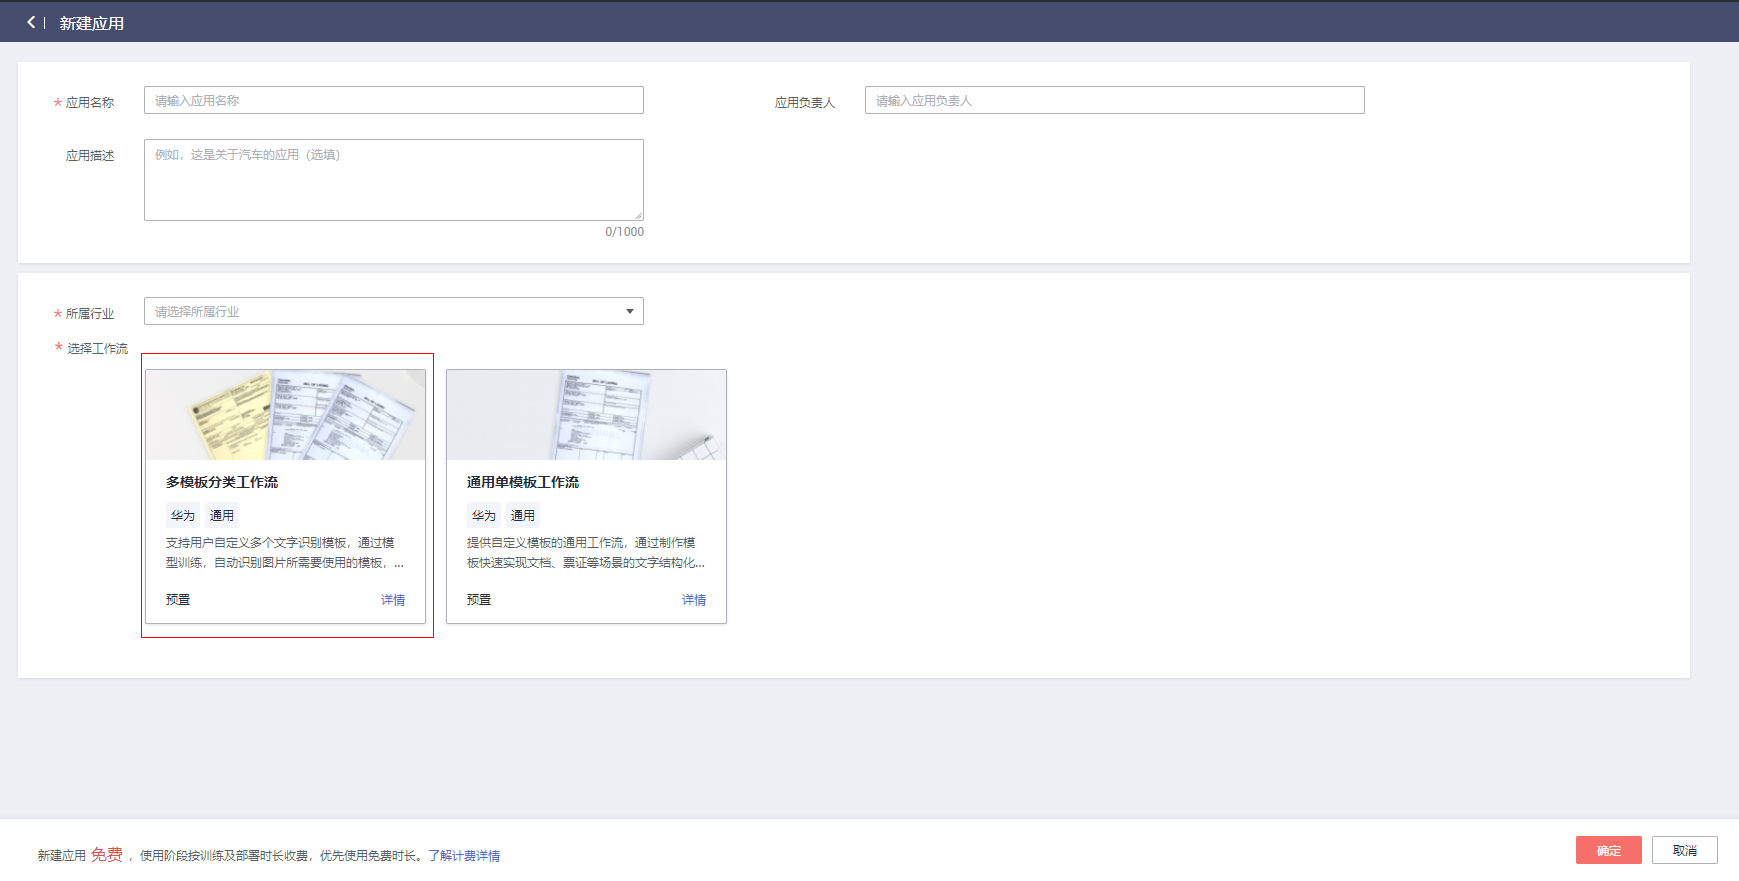 新建应用
* 应用名称
请输入应用名称
应用负责人
请输入应用负责人
应用描述
例如，这是关于汽车的应用（选填）
0/1000
* 所属行业
请选择所属行业
* 选择工作流
多模板分类工作流
华为 通用
支持用户自定义多个文字识别模板，通过模
型训练，自动识别图片所需要使用的模板，...
预置 详情
通用单模板工作流
华为 通用
提供自定义模板的通用工作流，通过制作模
板快速实现文档、票证等场景的文字结构化...
预置 详情
新建应用 免费 ，使用阶段按训练及部署时长收费，优先使用免费时长。了解计费详情
确定
取消